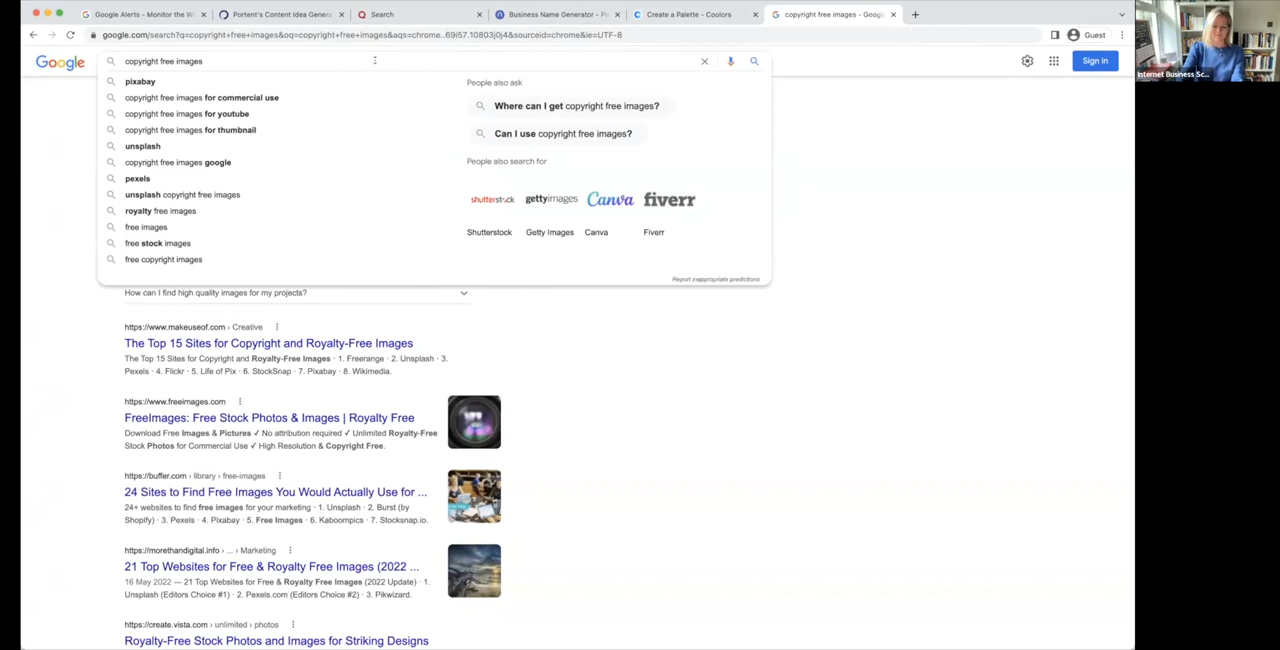 Google Alerts - Monitor the W
Portent's Content Idea Genera
Search
Business Name Generator - F
Create a Palette - Coolors
copyright free images - Googl
google.com/search?q=copyright+free+images&oq=copyright+free+images&aqs=chrome..69i57.10803j0j4&sourceid=chrome&ie=UTF-8
Guest
Google
copyright free images
Sign in
Internet Business Sc...
pixabay
copyright free images for commercial use
copyright free images for youtube
copyright free images for thumbnail
unsplash
copyright free images google
pexels
unsplash copyright free images
royalty free images
free images
free stock images
free copyright images
People also ask
Where can I get copyright free images?
Can I use copyright free images?
People also search for
shutterstock
gettyimages
Canva
fiverr
Shutterstock
Getty Images
Canva
Fiverr
Report inappropriate predictions
How can I find high quality images for my projects?
https://www.makeuseof.com › Creative
The Top 15 Sites for Copyright and Royalty-Free Images
The Top 15 Sites for Copyright and Royalty-Free Images · 1. Freerange · 2. Unsplash · 3.
Pexels · 4. Flickr · 5. Life of Pix · 6. StockSnap · 7. Pixabay · 8. Wikimedia.
https://www.freeimages.com
FreeImages: Free Stock Photos & Images | Royalty Free
Download Free Images & Pictures ✓ No attribution required ✓ Unlimited Royalty-Free
Stock Photos for Commercial Use ✓ High Resolution & Copyright Free.
https://buffer.com › library › free-images
24 Sites to Find Free Images You Would Actually Use for ...
24+ websites to find free images for your marketing · 1. Unsplash · 2. Burst (by
Shopify) · 3. Pexels · 4. Pixabay · 5. Free Images · 6. Kaboompics · 7. Stocksnap.io.
https://morethandigital.info › ... › Marketing
21 Top Websites for Free & Royalty Free Images (2022 ...
16 May 2022 — 21 Top Websites for Free & Royalty Free Images (2022 Update) · 1.
Unsplash (Editors Choice #1) · 2. Pexels.com (Editors Choice #2) · 3. Pikwizard.
https://create.vista.com › unlimited › photos
Royalty-Free Stock Photos and Images for Striking Designs